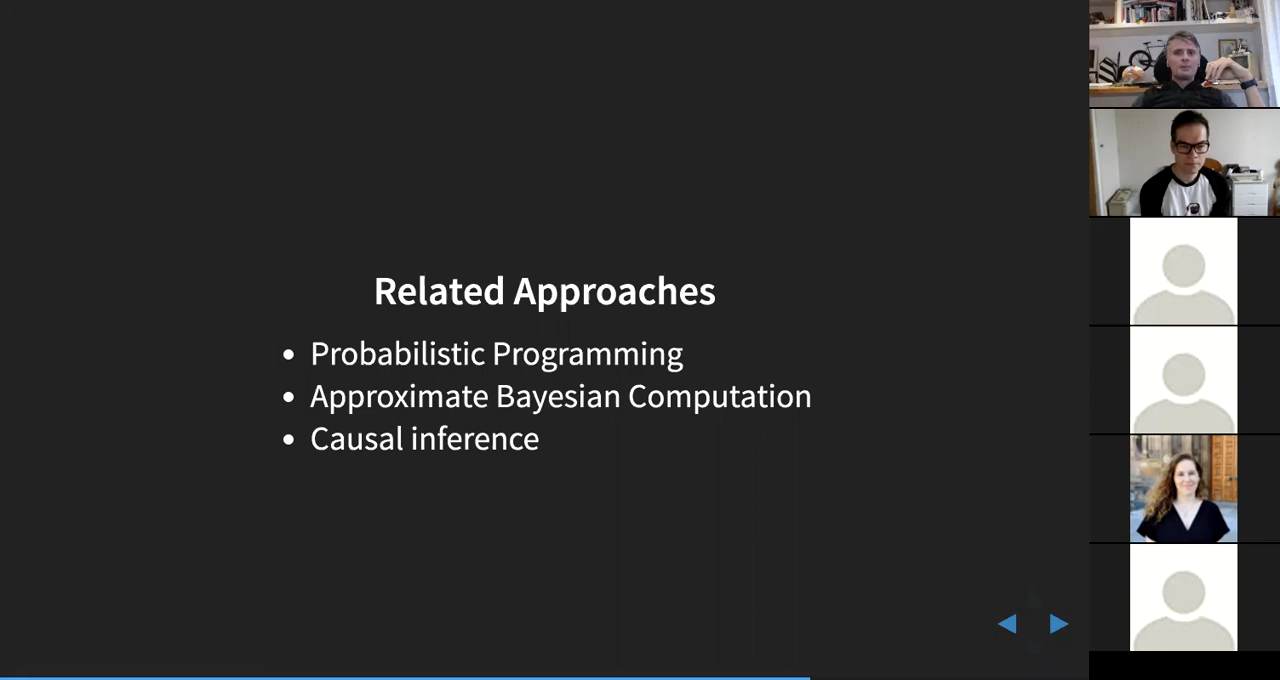 Related Approaches
Probabilistic Programming
Approximate Bayesian Computation
Causal inference